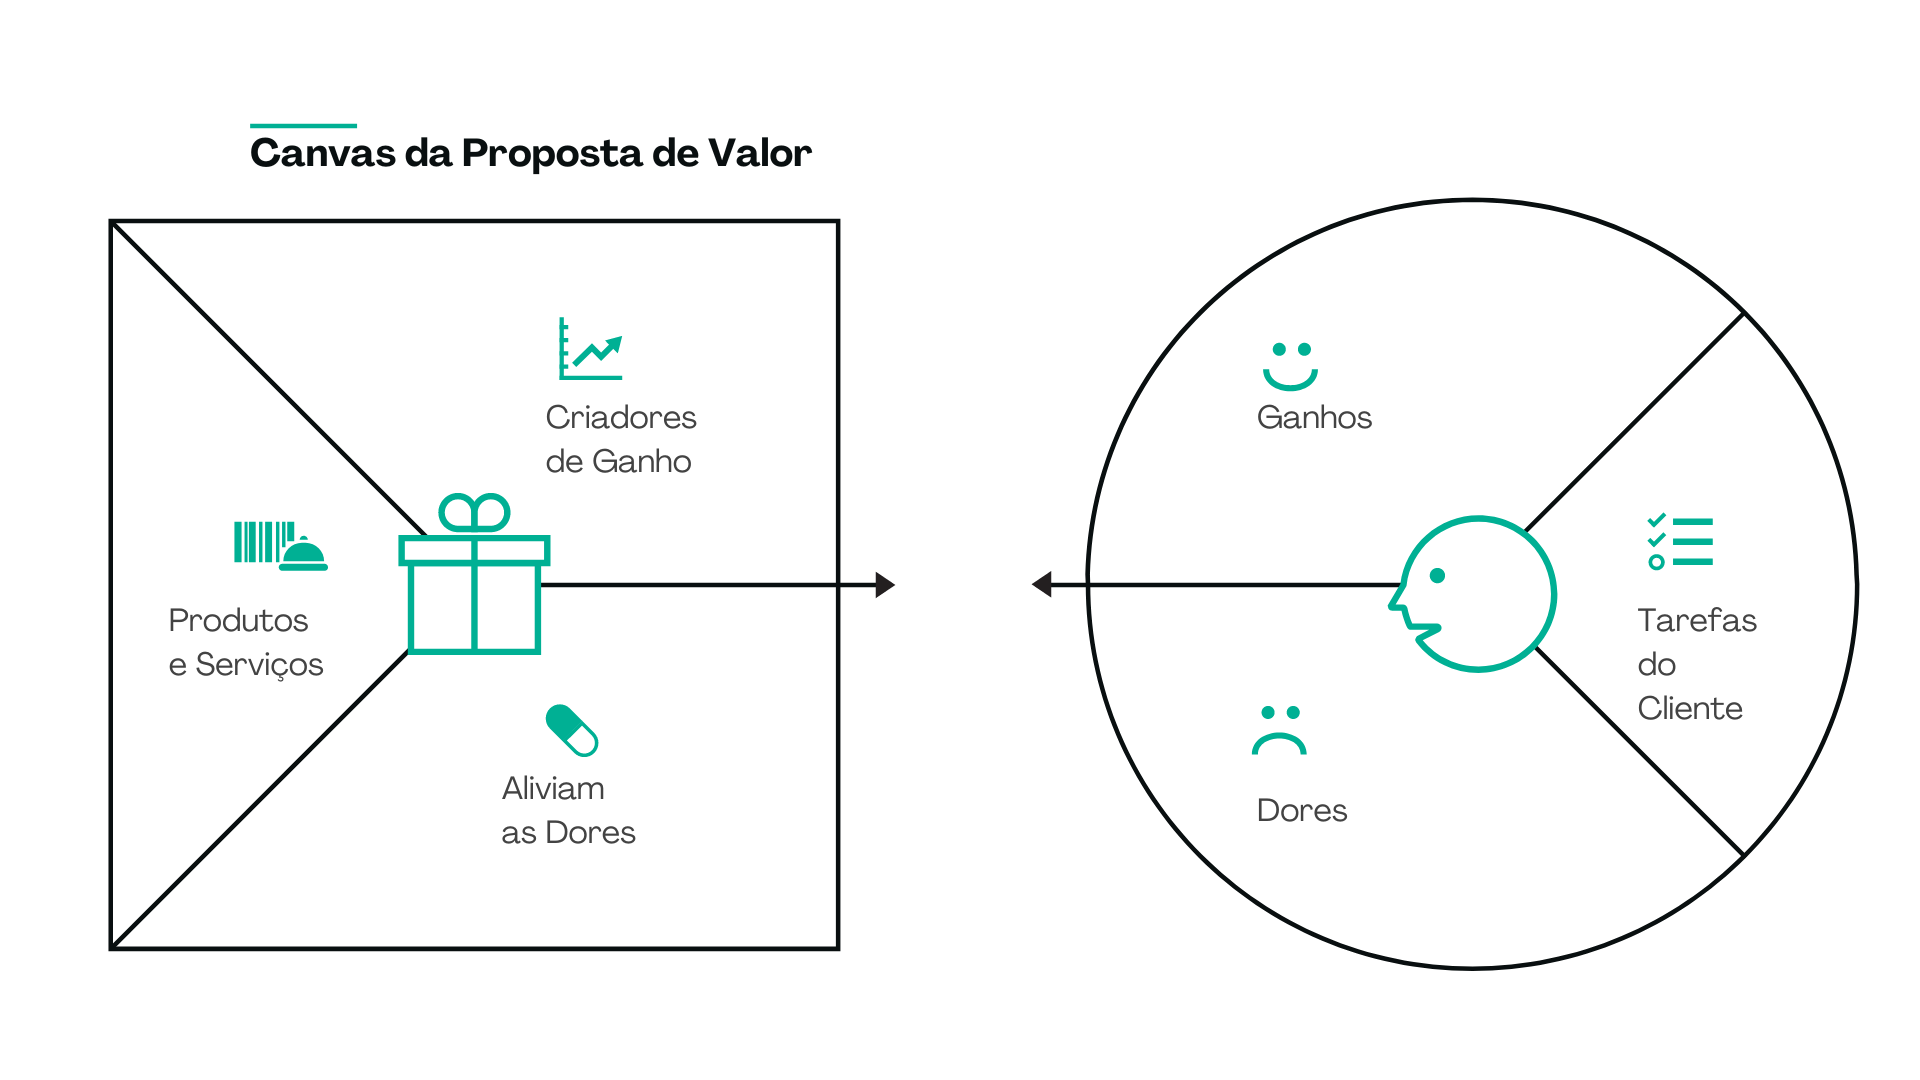 Canvas da Proposta de Valor
Criadores
de Ganho
Produtos
e Serviços
Aliviam
as Dores
Ganhos
Tarefas
do
Cliente
Dores